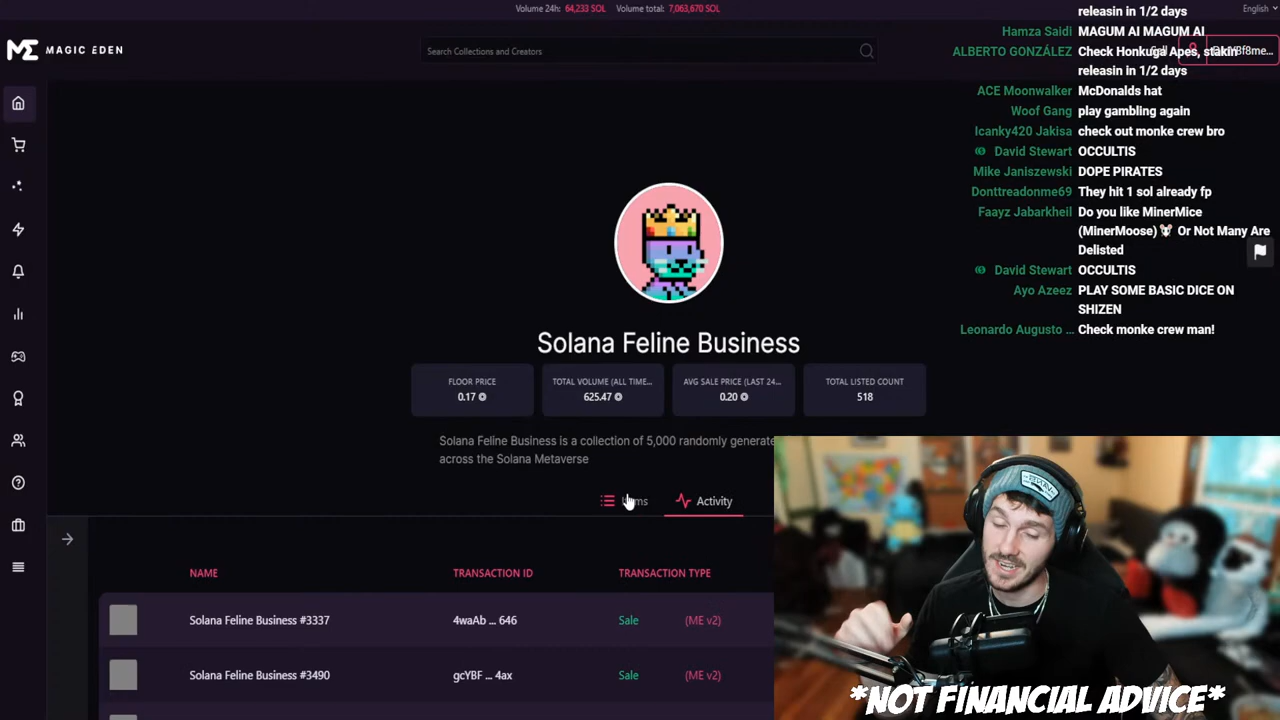 Volume 24h: 64,233 SOL Volume total: 7,063,670 SOL
English
ME MAGIC EDEN
Search Collections and Creators
releasin in 1/2 days
Hamza Saidi MAGUM AI MAGUM AI
ALBERTO GONZÁLEZ Check Honkuga Apes, stakin
releasin in 1/2 days
ACE Moonwalker McDonalds hat
Woof Gang play gambling again
Icanky420 Jakisa check out monke crew bro
David Stewart OCCULTIS
Mike Janiszewski DOPE PIRATES
Donttreadonme69 They hit 1 sol already fp
Faayz Jabarkheil Do you like MinerMice
(MinerMoose)🐭 Or Not Many Are
Delisted
David Stewart OCCULTIS
Ayo Azeez PLAY SOME BASIC DICE ON
SHIZEN
Leonardo Augusto ... Check monke crew man!
Solana Feline Business
FLOOR PRICE
0.17
TOTAL VOLUME (ALL TIME...
625.47
AVG SALE PRICE (LAST 24...
0.20
TOTAL LISTED COUNT
518
Solana Feline Business is a collection of 5,000 randomly generate
across the Solana Metaverse
Activity
NAME TRANSACTION ID TRANSACTION TYPE
Solana Feline Business #3337 4waAb ... 646 Sale (ME v2)
Solana Feline Business #3490 gcYBF ... 4ax Sale (ME v2)
*NOT FINANCIAL ADVICE*